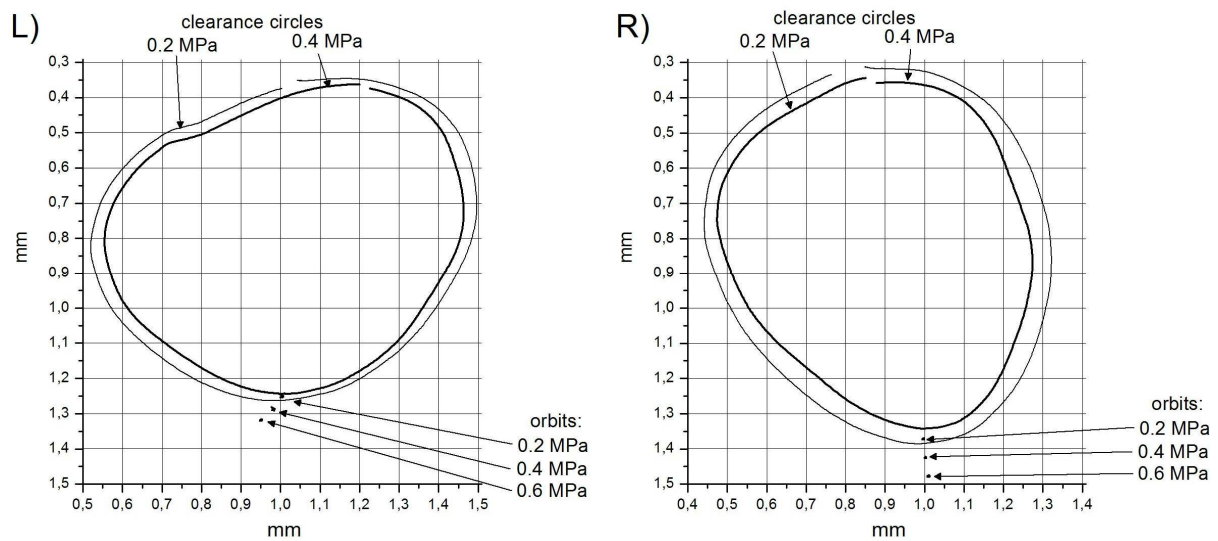 L)
clearance circles
0.2 MPa
0.4 MPa
0,3
0,4
0,5
0,6
0,7
0,8
0,9
1,0
1,1
1,2
1,3
1,4
1,5
mm
0,5 0,6 0,7 0,8 0,9 1,0 1,1 1,2 1,3 1,4 1,5
mm
orbits:
0.2 MPa
0.4 MPa
0.6 MPa
R)
clearance circles
0.2 MPa
0.4 MPa
0,3
0,4
0,5
0,6
0,7
0,8
0,9
1,0
1,1
1,2
1,3
1,4
1,5
mm
0,4 0,5 0,6 0,7 0,8 0,9 1,0 1,1 1,2 1,3 1,4
mm
orbits:
0.2 MPa
0.4 MPa
0.6 MPa